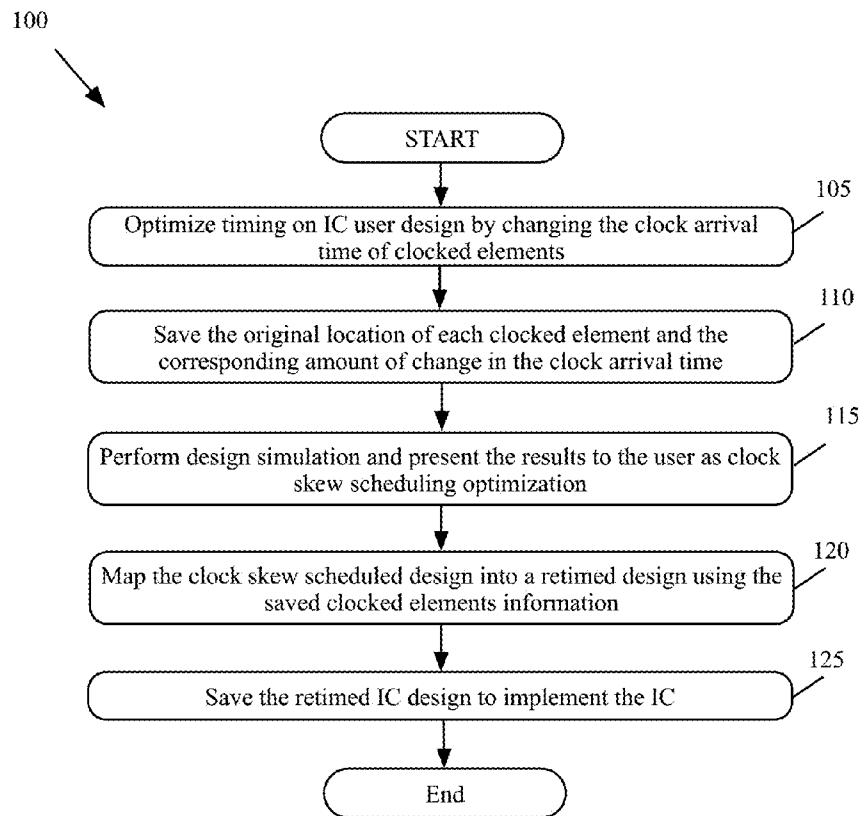 100
START
105
Optimize timing on IC user design by changing the clock arrival
time of clocked elements
110
Save the original location of each clocked element and the
corresponding amount of change in the clock arrival time
115
Perform design simulation and present the results to the user as clock
skew scheduling optimization
120
Map the clock skew scheduled design into a retimed design using the
saved clocked elements information
125
Save the retimed IC design to implement the IC
End